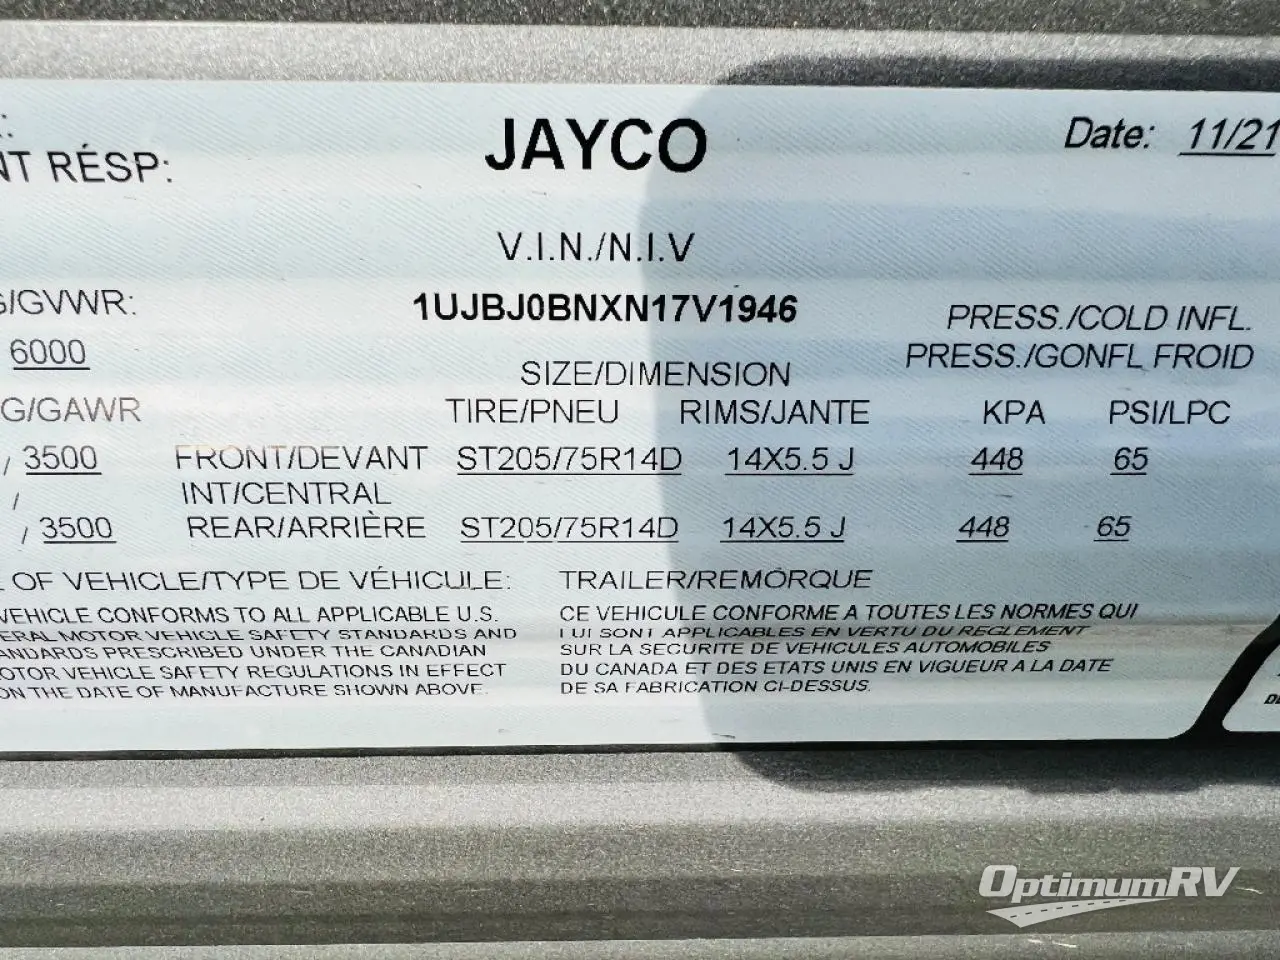 JAYCO
Date: 11/21
NT RÉSP:
V.I.N./N.I.V
G/GVWR:
1UJBJ0BNXN17V1946
PRESS./COLD INFL.
6000
PRESS./GONFL FROID
SIZE/DIMENSION
G/GAWR TIRE/PNEU RIMS/JANTE KPA PSI/LPC
/ 3500 FRONT/DEVANT ST205/75R14D 14X5.5 J 448 65
/ INT/CENTRAL
/ 3500 REAR/ARRIÈRE ST205/75R14D 14X5.5 J 448 65
OF VEHICLE/TYPE DE VÉHICULE: TRAILER/REMORQUE
VEHICLE CONFORMS TO ALL APPLICABLE U.S.
ERAL MOTOR VEHICLE SAFETY STANDARDS AND
ANDARDS PRESCRIBED UNDER THE CANADIAN
OTOR VEHICLE SAFETY REGULATIONS IN EFFECT
ON THE DATE OF MANUFACTURE SHOWN ABOVE.
CE VEHICULE CONFORME A TOUTES LES NORMES QUI
LUI SONT APPLICABLES EN VERTU DU REGLEMENT
SUR LA SECURITE DE VEHICULES AUTOMOBILES
DU CANADA ET DES ETATS UNIS EN VIGUEUR A LA DATE
DE SA FABRICATION CI-DESSUS.
OptimumRV